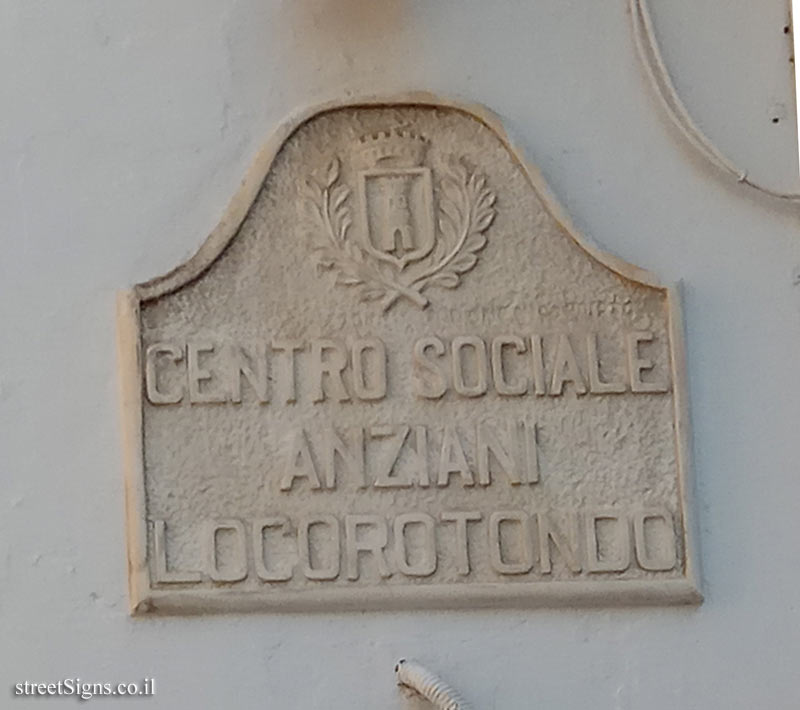 CENTRO SOCIALE
ANZIANI
LOCOROTONDO
streetSigns.co.il